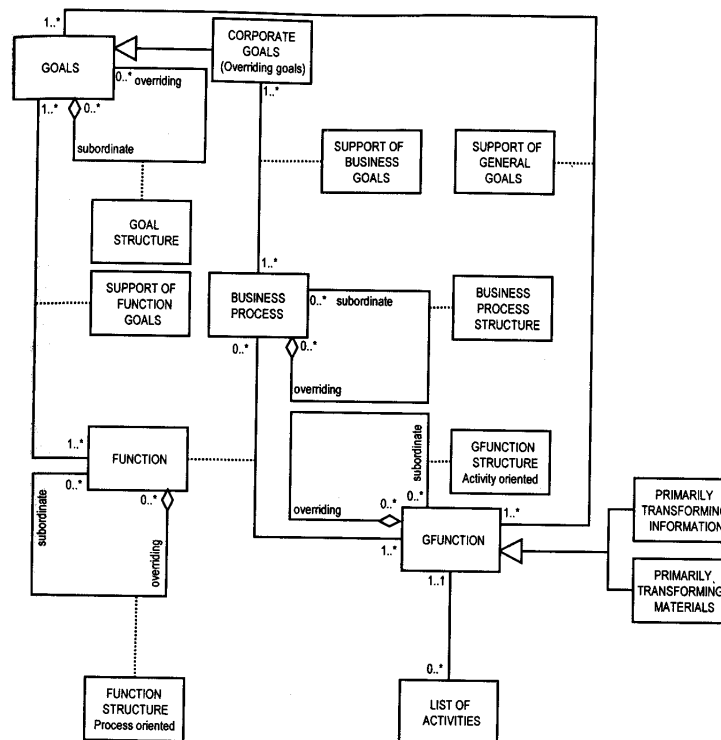 1..*
GOALS
CORPORATE
GOALS
(Overriding goals)
0..* overriding
1..*
0..*
1..*
subordinate
SUPPORT OF
BUSINESS
GOALS
SUPPORT OF
GENERAL
GOALS
GOAL
STRUCTURE
1..*
SUPPORT OF
FUNCTION
GOALS
BUSINESS
PROCESS
0..* subordinate
BUSINESS
PROCESS
STRUCTURE
0..*
0..*
overriding
1..*
FUNCTION
subordinate
GFUNCTION
STRUCTURE
Activity oriented
0..*
0..*
subordinate
overriding
0..*
0..*
overriding
1..*
1..*
GFUNCTION
PRIMARILY
TRANSFORMING
INFORMATION
1..1
PRIMARILY
TRANSFORMING
MATERIALS
0..*
FUNCTION
STRUCTURE
Process oriented
LIST OF
ACTIVITIES